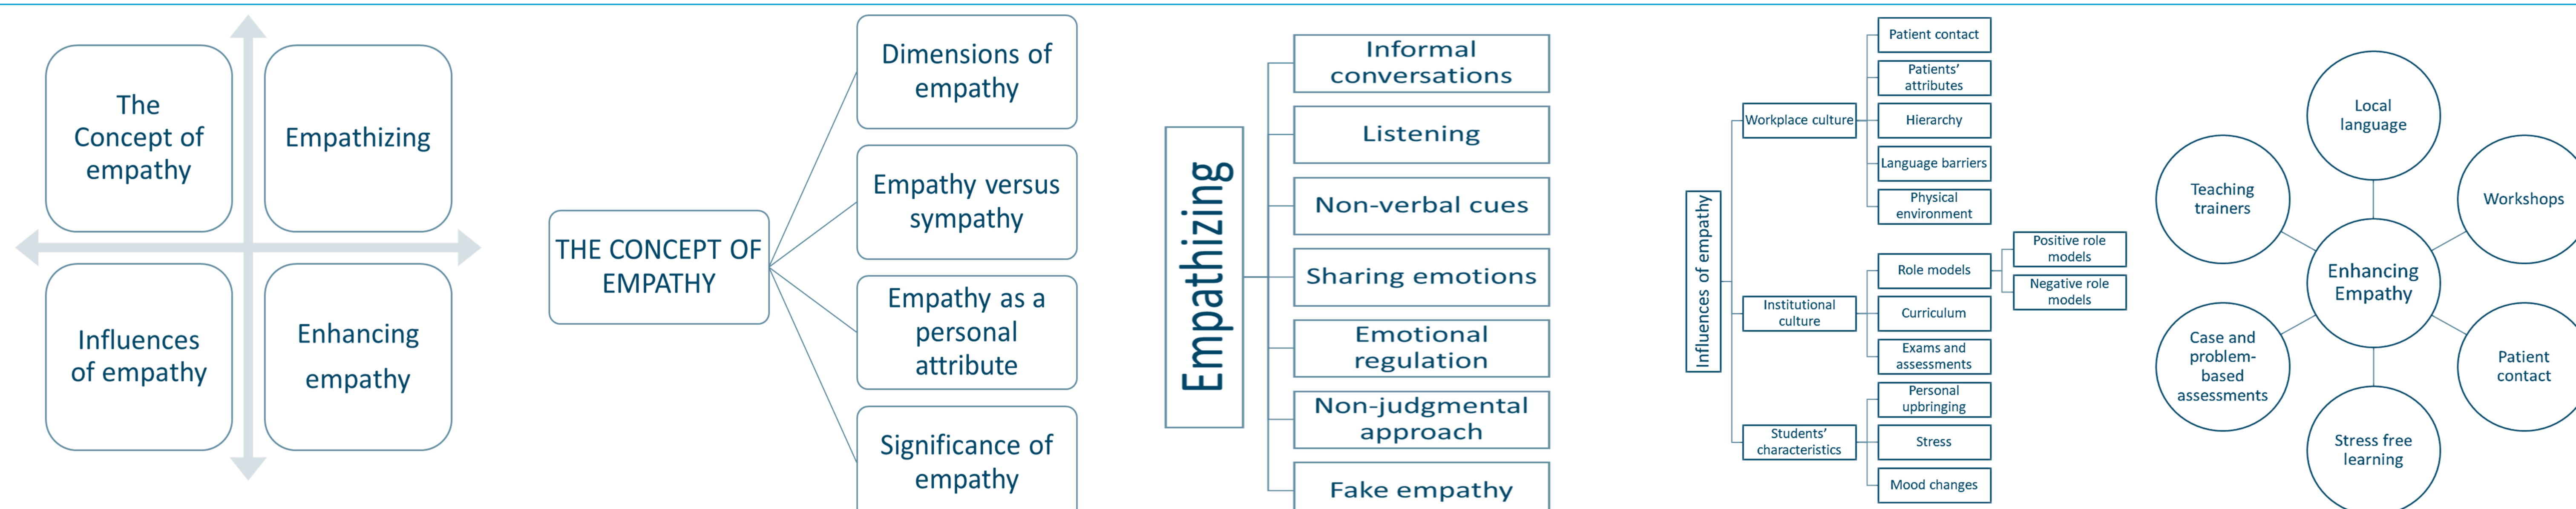 The
Concept of
empathy
Empathizing
Influences
of empathy
Enhancing
empathy
THE CONCEPT OF
EMPATHY
Dimensions of
empathy
Empathy versus
sympathy
Empathy as a
personal
attribute
Significance of
empathy
Empathizing
Informal
conversations
Listening
Non-verbal cues
Sharing emotions
Emotional
regulation
Non-judgmental
approach
Fake empathy
Influences of empathy
Workplace culture
Patient contact
Patients’
attributes
Hierarchy
Language barriers
Physical
environment
Institutional
culture
Role models
Positive role
models
Negative role
models
Curriculum
Exams and
assessments
Students’
characteristics
Personal
upbringing
Stress
Mood changes
Enhancing
Empathy
Local
language
Workshops
Patient
contact
Stress free
learning
Case and
problem-
based
assessments
Teaching
trainers